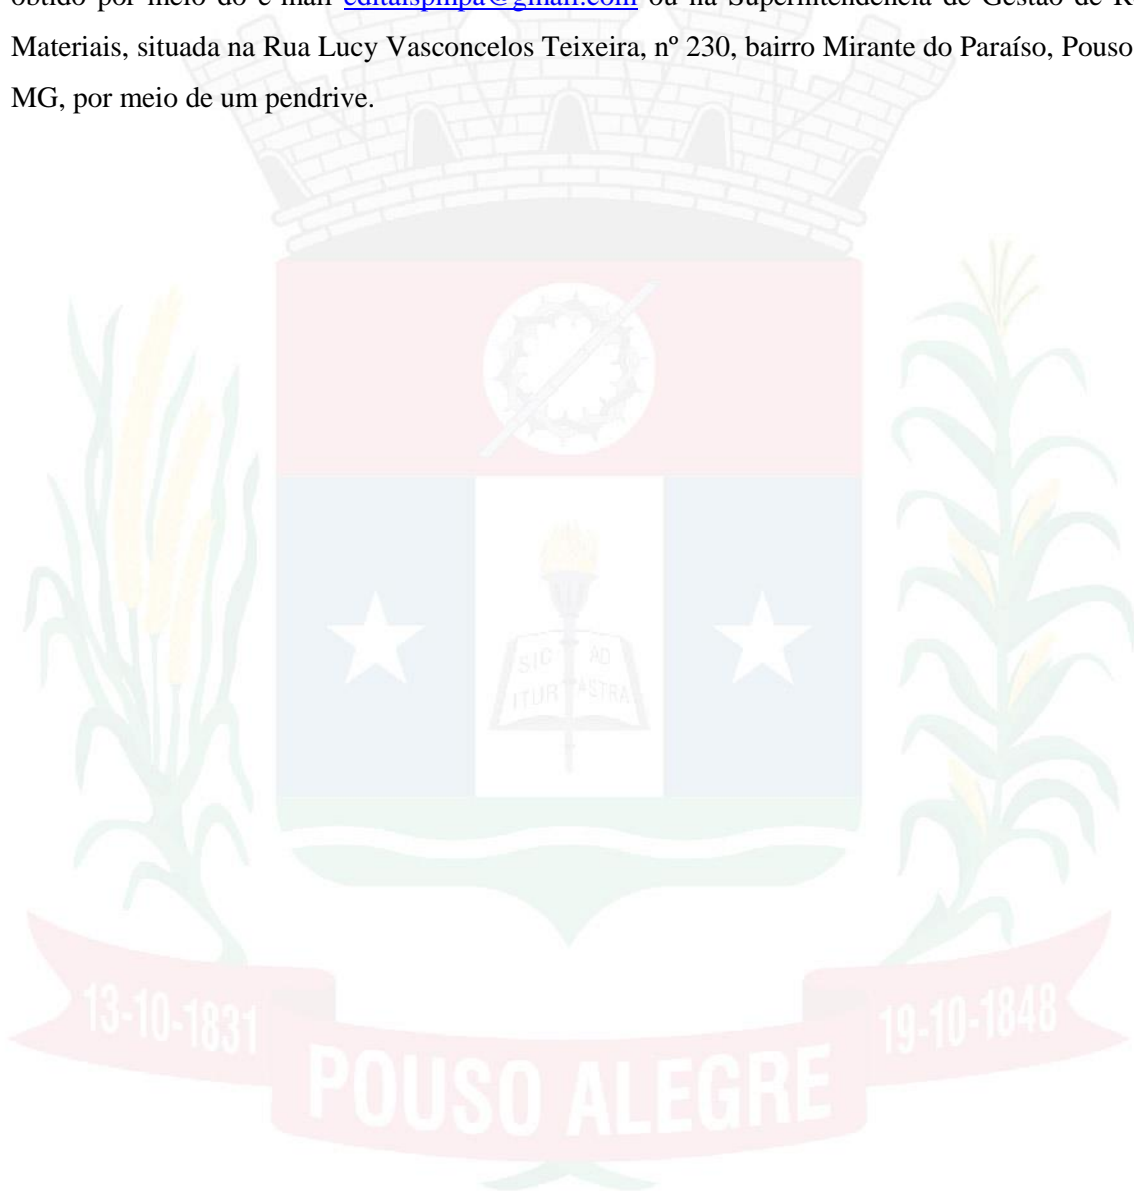 obtido por meio do e-mail editaispmpa@gmail.com ou na Superintendência de Gestão de R
Materiais, situada na Rua Lucy Vasconcelos Teixeira, nº 230, bairro Mirante do Paraíso, Pouso
MG, por meio de um pendrive.
SIC AD
ITUR ASTRA
13-10-1831
19-10-1848
POUSO ALEGRE